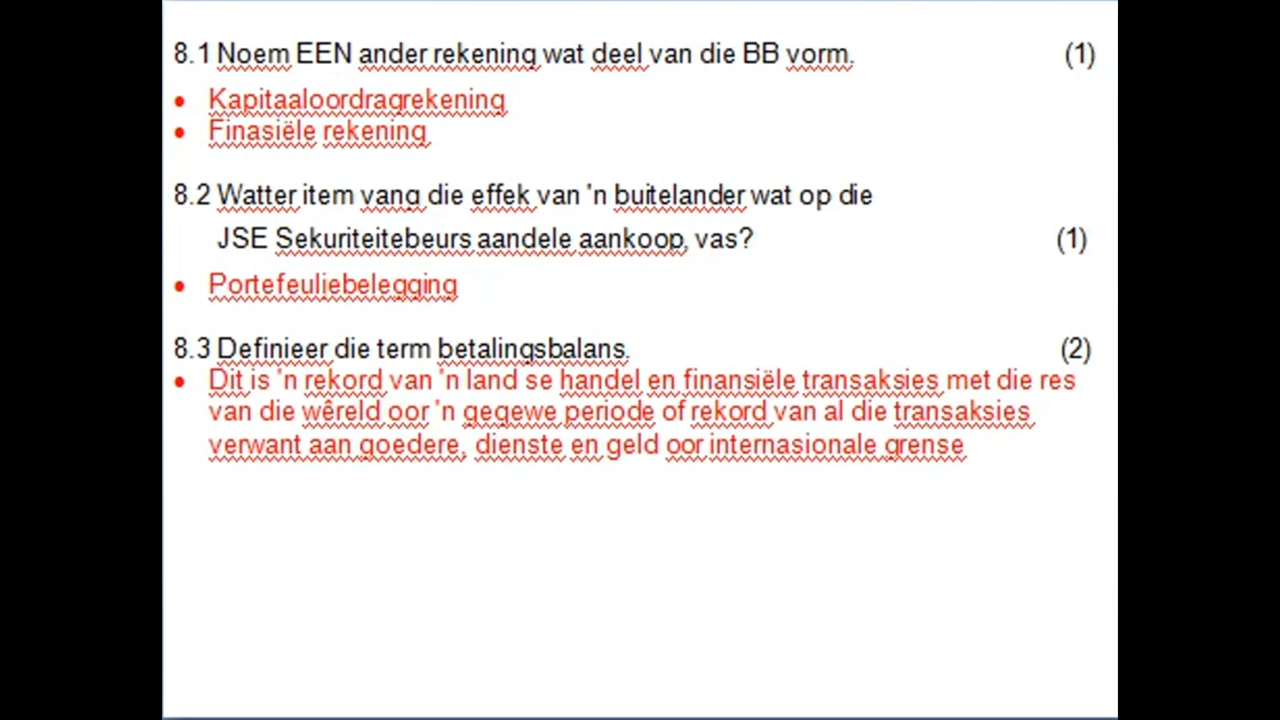 8.1 Noem EEN ander rekening wat deel van die BB vorm. (1)
• Kapitaaloordragrekening
• Finasiële rekening
8.2 Watter item vang die effek van 'n buitelander wat op die
JSE Sekuriteitebeurs aandele aankoop, vas? (1)
• Portefeuliebelegging
8.3 Definieer die term betalingsbalans. (2)
• Dit is 'n rekord van 'n land se handel en finansiële transaksies met die res
van die wêreld oor 'n gegewe periode of rekord van al die transaksies
verwant aan goedere, dienste en geld oor internasionale grense